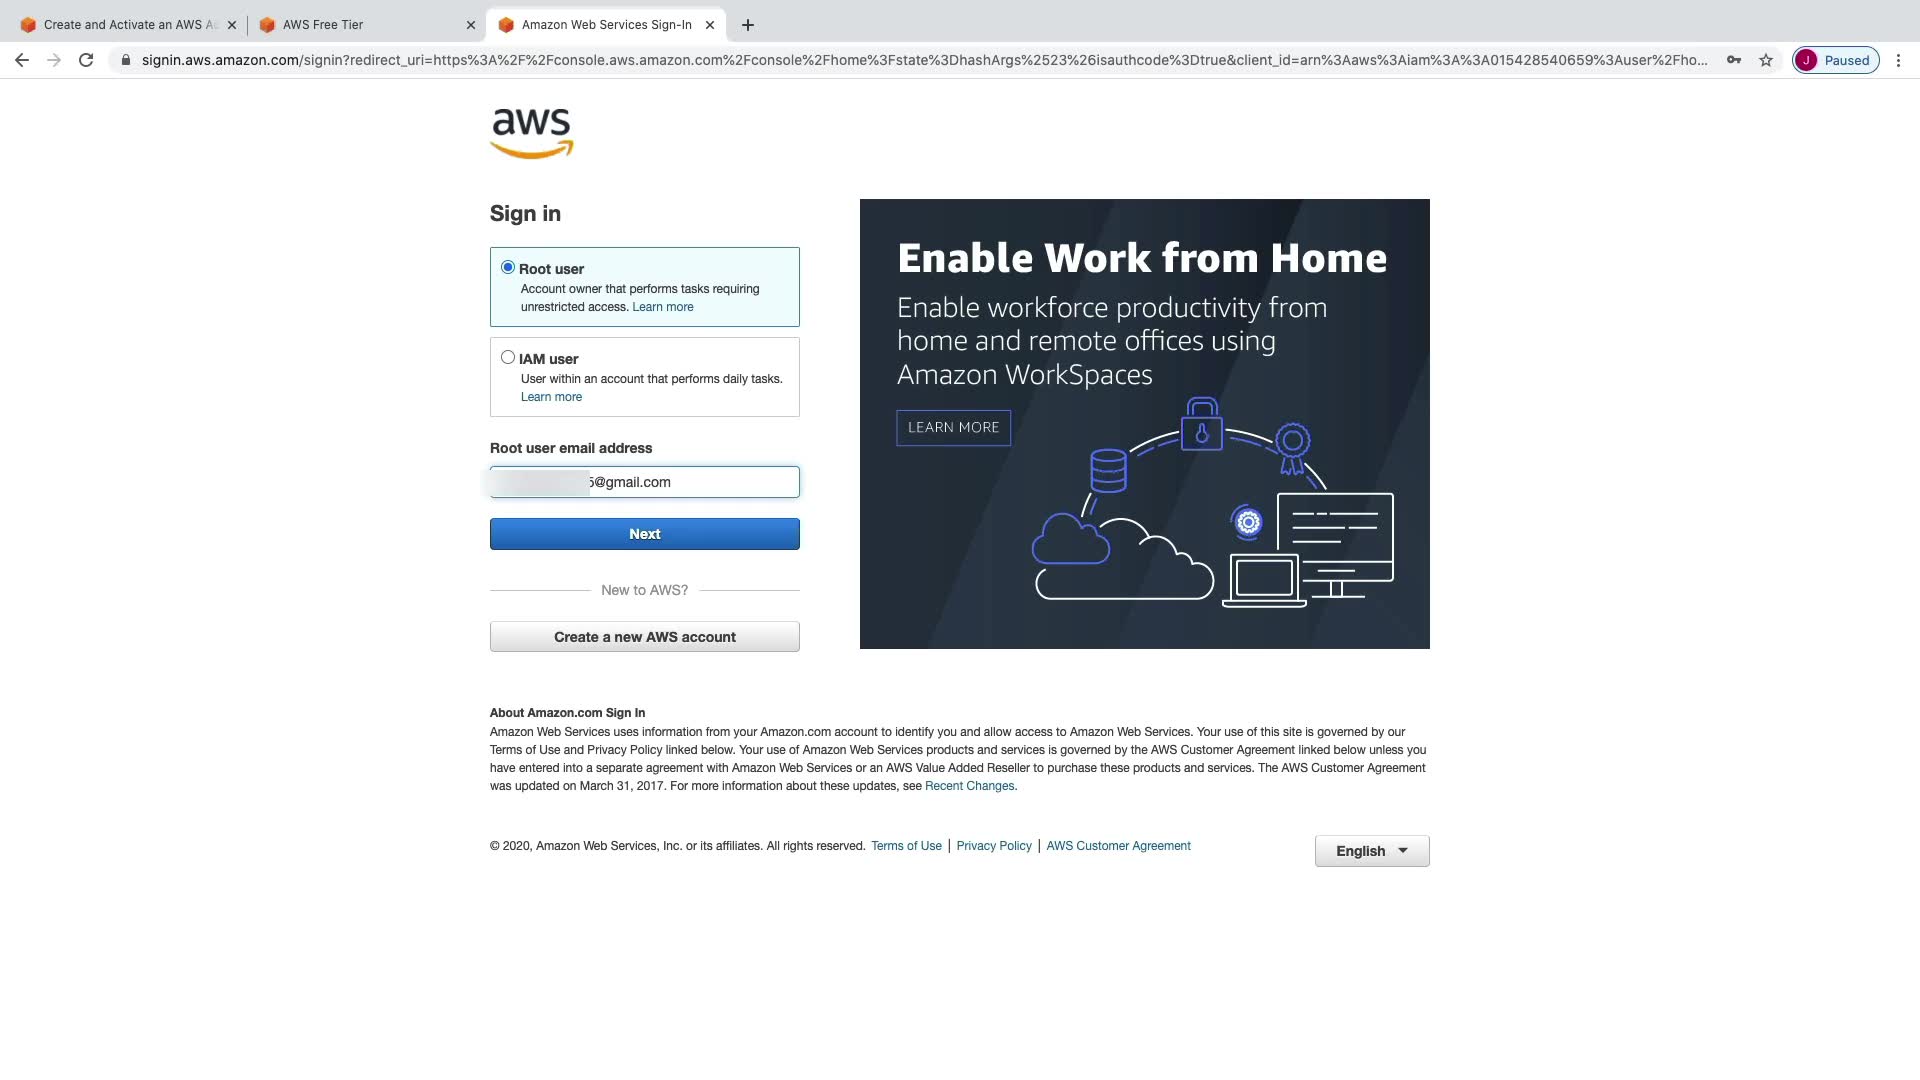 Create and Activate an AWS Ac
AWS Free Tier
Amazon Web Services Sign-In
signin.aws.amazon.com/signin?redirect_uri=https%3A%2F%2Fconsole.aws.amazon.com%2Fconsole%2Fhome%3Fstate%3DhashArgs%2523%26isauthcode%3Dtrue&client_id=arn%3Aaws%3Aiam%3A%3A015428540659%3Auser%2Fho...
J Paused
aws
Sign in
Root user
Account owner that performs tasks requiring
unrestricted access. Learn more
IAM user
User within an account that performs daily tasks.
Learn more
Root user email address
5@gmail.com
Next
New to AWS?
Create a new AWS account
Enable Work from Home
Enable workforce productivity from
home and remote offices using
Amazon WorkSpaces
LEARN MORE
About Amazon.com Sign In
Amazon Web Services uses information from your Amazon.com account to identify you and allow access to Amazon Web Services. Your use of this site is governed by our
Terms of Use and Privacy Policy linked below. Your use of Amazon Web Services products and services is governed by the AWS Customer Agreement linked below unless you
have entered into a separate agreement with Amazon Web Services or an AWS Value Added Reseller to purchase these products and services. The AWS Customer Agreement
was updated on March 31, 2017. For more information about these updates, see Recent Changes.
© 2020, Amazon Web Services, Inc. or its affiliates. All rights reserved. Terms of Use | Privacy Policy | AWS Customer Agreement
English